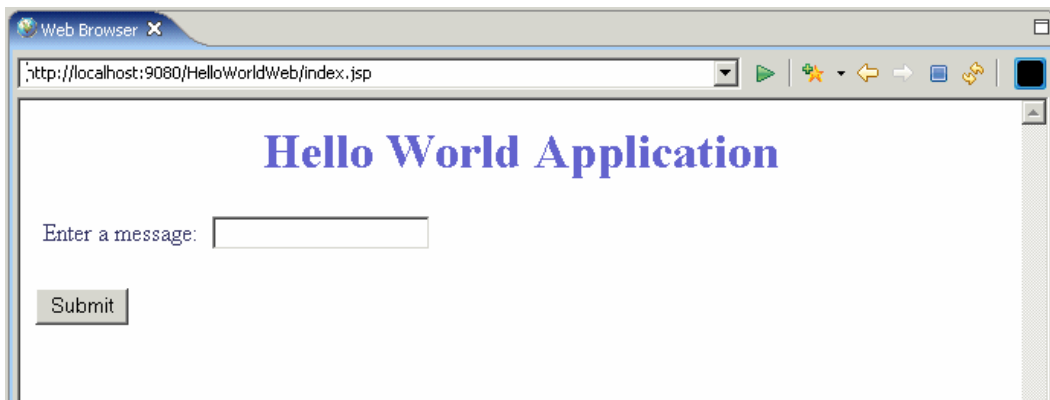 Web Browser
http://localhost:9080/HelloWorldWeb/index.jsp
Hello World Application
Enter a message:
Submit